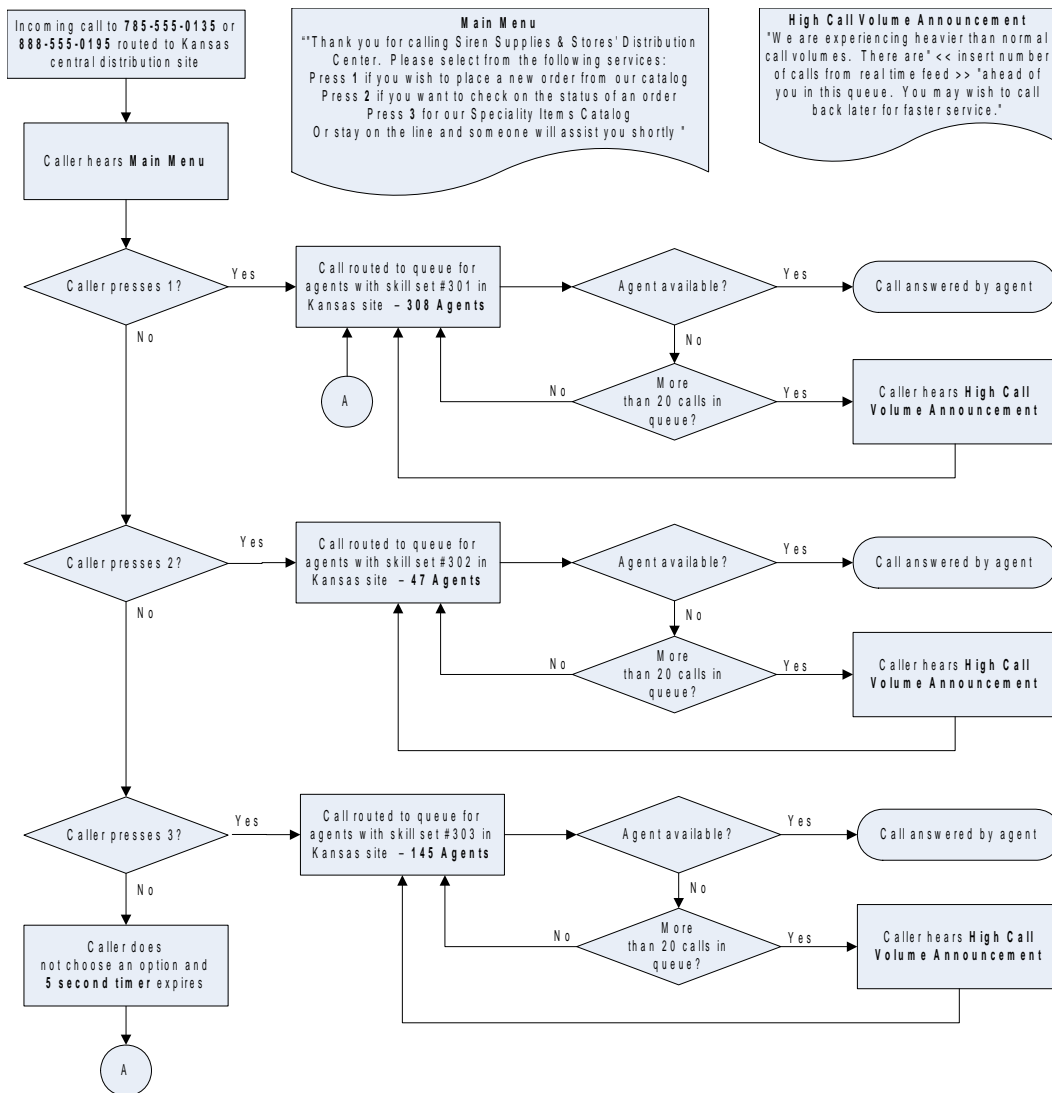 Incoming call to 785-555-0135 or
888-555-0195 routed to Kansas
central distribution site
Main Menu
“"Thank you for calling Siren Supplies & Stores' Distribution
Center. Please select from the following services:
Press 1 if you wish to place a new order from our catalog
Press 2 if you want to check on the status of an order
Press 3 for our Speciality Items Catalog
Or stay on the line and someone will assist you shortly "
High Call Volume Announcement
"We are experiencing heavier than normal
call volumes. There are" << insert number
of calls from real time feed >> "ahead of
you in this queue. You may wish to call
back later for faster service."
Caller hears Main Menu
Caller presses 1?
Yes
No
Call routed to queue for
agents with skill set #301 in
Kansas site – 308 Agents
Agent available?
Yes
No
Call answered by agent
A
No
More
than 20 calls in
queue?
Yes
Caller hears High Call
Volume Announcement
Caller presses 2?
Yes
No
Call routed to queue for
agents with skill set #302 in
Kansas site – 47 Agents
Agent available?
Yes
No
Call answered by agent
No
More
than 20 calls in
queue?
Yes
Caller hears High Call
Volume Announcement
Caller presses 3?
Yes
No
Call routed to queue for
agents with skill set #303 in
Kansas site – 145 Agents
Agent available?
Yes
No
Call answered by agent
No
More
than 20 calls in
queue?
Yes
Caller hears High Call
Volume Announcement
Caller does
not choose an option and
5 second timer expires
A